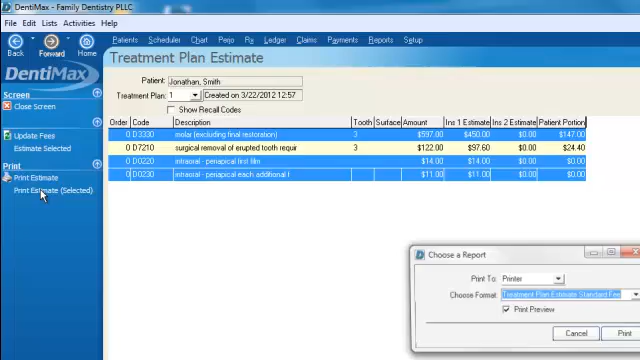 DentiMax - Family Dentistry PLLC
File Edit Lists Activities Help
Back Forward Home Patients Schedule Chart Perio Rx Ledger Claims Payments Reports Setup
DentiMax
Treatment Plan Estimate
Patient: Jonathan, Smith
Treatment Plan: 1 Created on 3/22/2012 12:57
Show Recall Codes
Screen
Close Screen
Update Fees
Estimate Selected
Print
Print Estimate
Print Estimate (Selected)
Order Code Description Tooth Surface Amount Ins 1 Estimate Ins 2 Estimate Patient Portion
0 D3330 molar (excluding final restoration) 3 $597.00 $450.00 $0.00 $147.00
0 D7210 surgical removal of erupted tooth requir 3 $122.00 $97.60 $0.00 $24.40
0 D0220 intraoral - periapical first film $14.00 $14.00 $0.00 $0.00
0 D0230 intraoral - periapical each additional f $11.00 $11.00 $0.00 $0.00
Choose a Report
Print To: Printer
Choose Format: Treatment Plan Estimate Standard Fee
Print Preview
Cancel Print